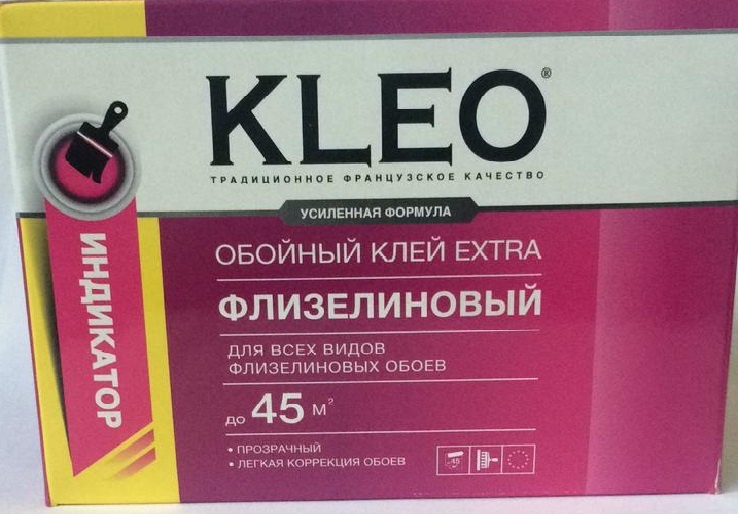 KLEO®
ТРАДИЦИОННОЕ ФРАНЦУЗСКОЕ КАЧЕСТВО
УСИЛЕННАЯ ФОРМУЛА
ИНДИКАТОР
ОБОЙНЫЙ КЛЕЙ EXTRA
ФЛИЗЕЛИНОВЫЙ
ДЛЯ ВСЕХ ВИДОВ
ФЛИЗЕЛИНОВЫХ ОБОЕВ
до 45 м²
• ПРОЗРАЧНЫЙ
• ЛЕГКАЯ КОРРЕКЦИЯ ОБОЕВ
45